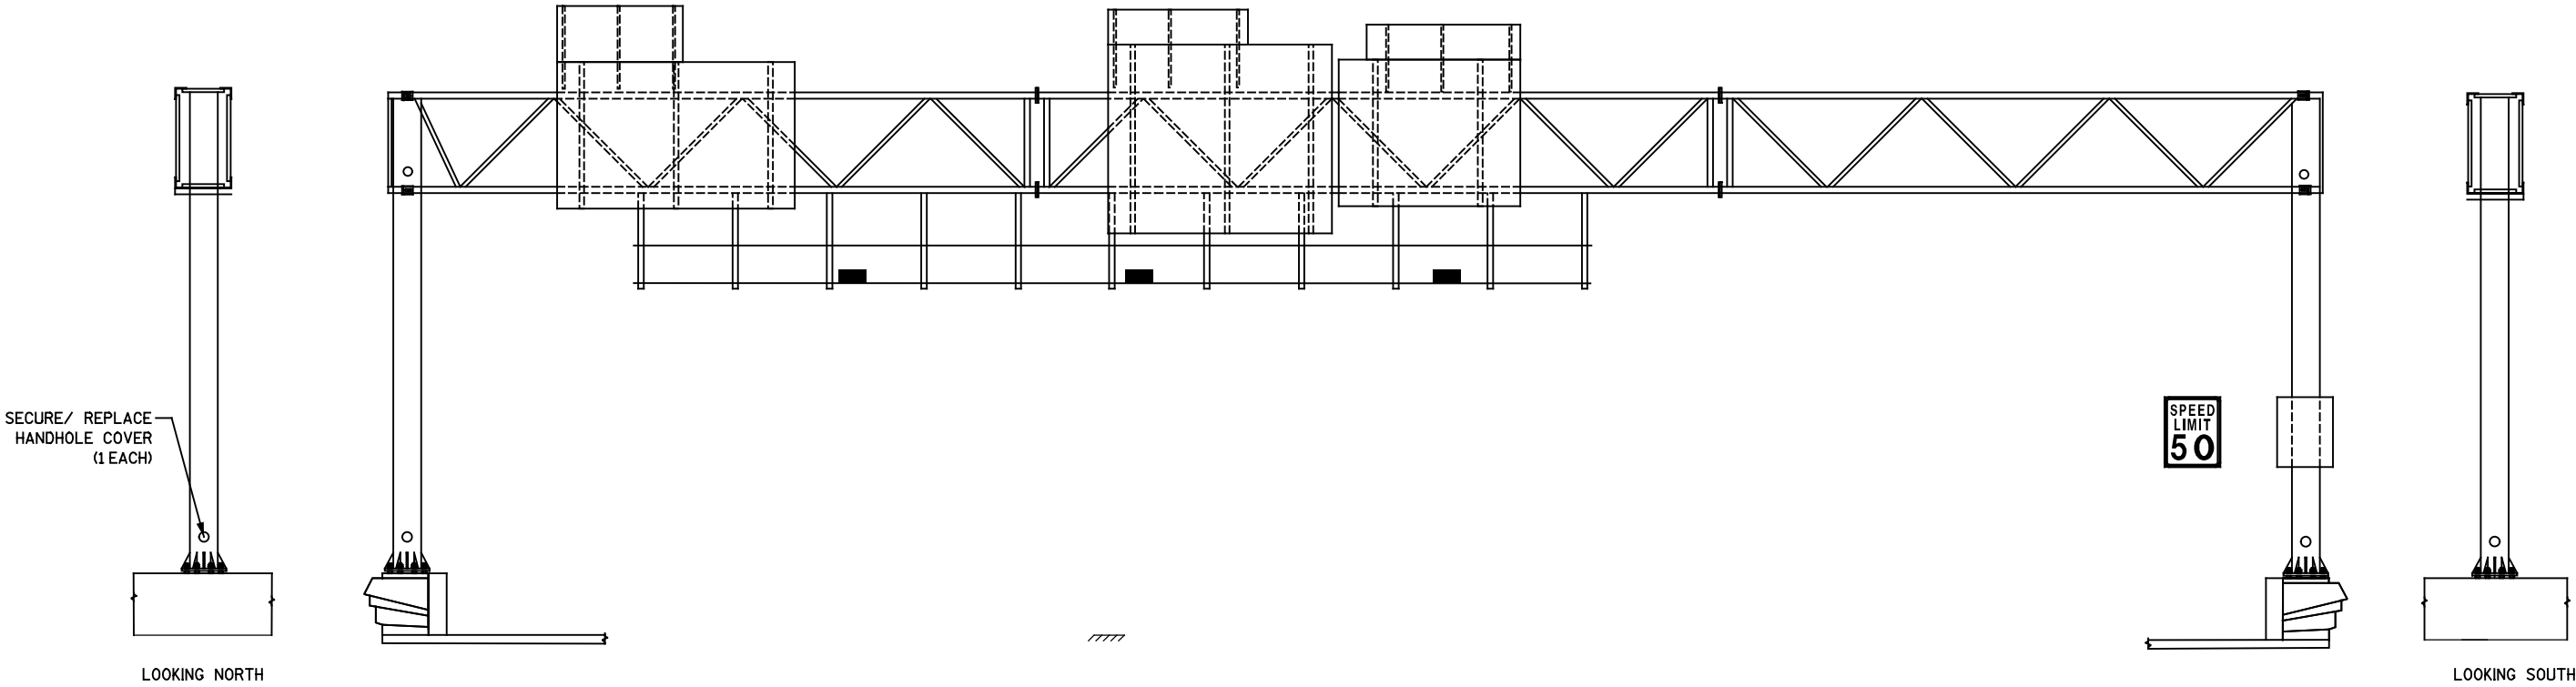 SECURE/ REPLACE
HANDHOLE COVER
(1 EACH)
SPEED
LIMIT
50
LOOKING NORTH
LOOKING SOUTH